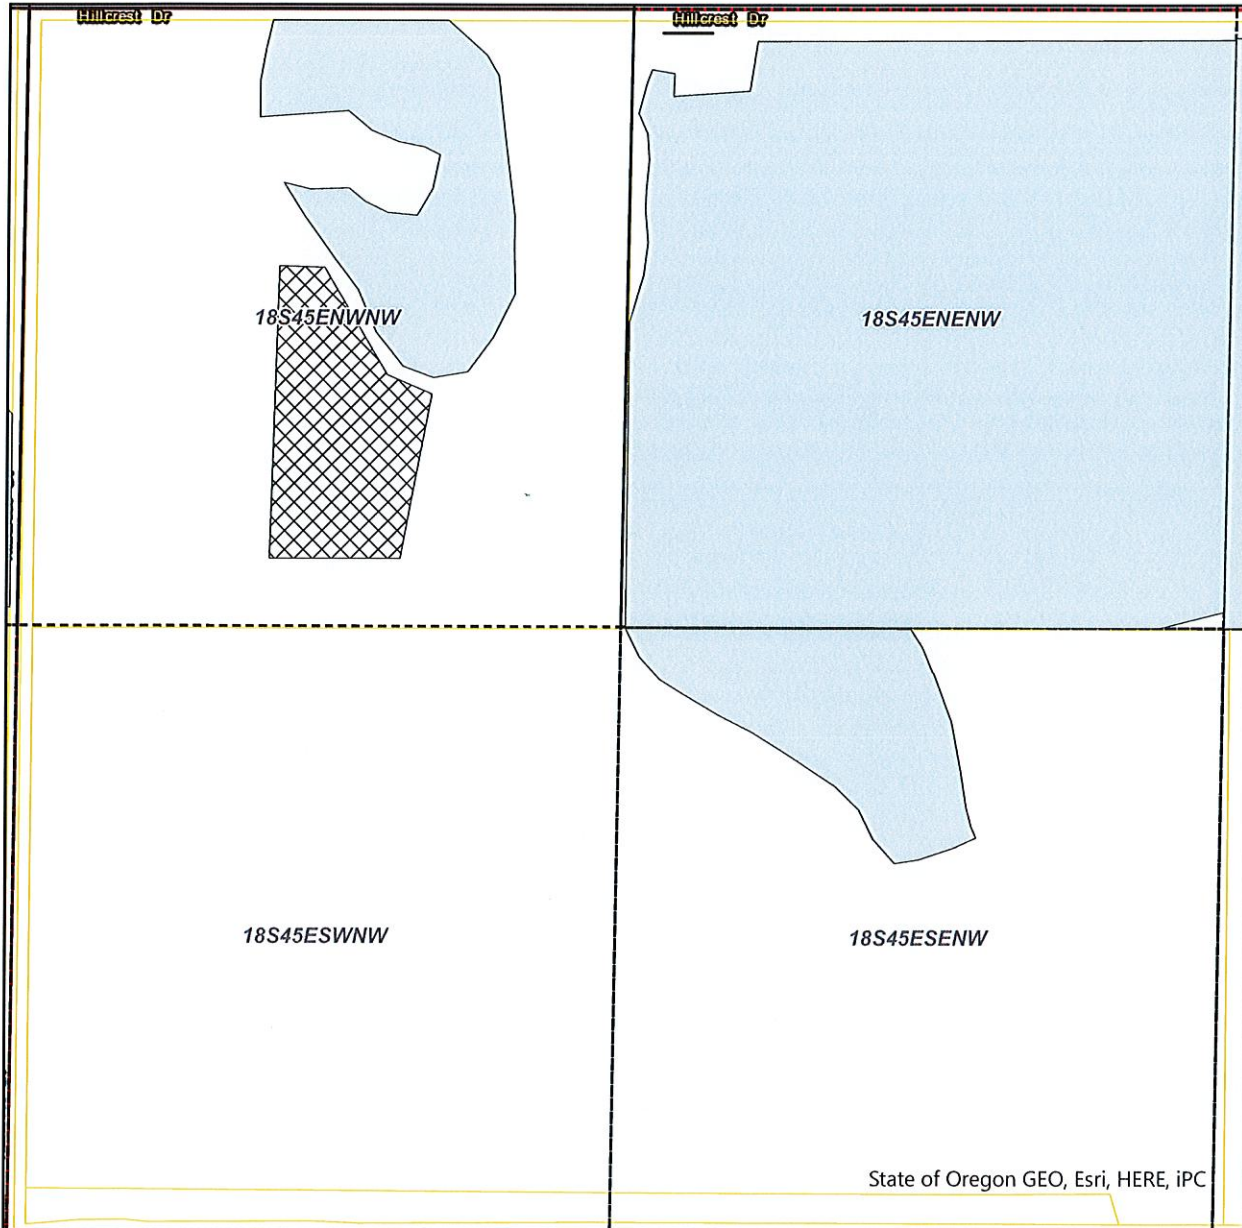 Hillcrest Dr
Hillcrest Dr
18S45ENWNW
18S45ENENW
18S45ESWNW
18S45ESENW
State of Oregon GEO, Esri, HERE, iPC